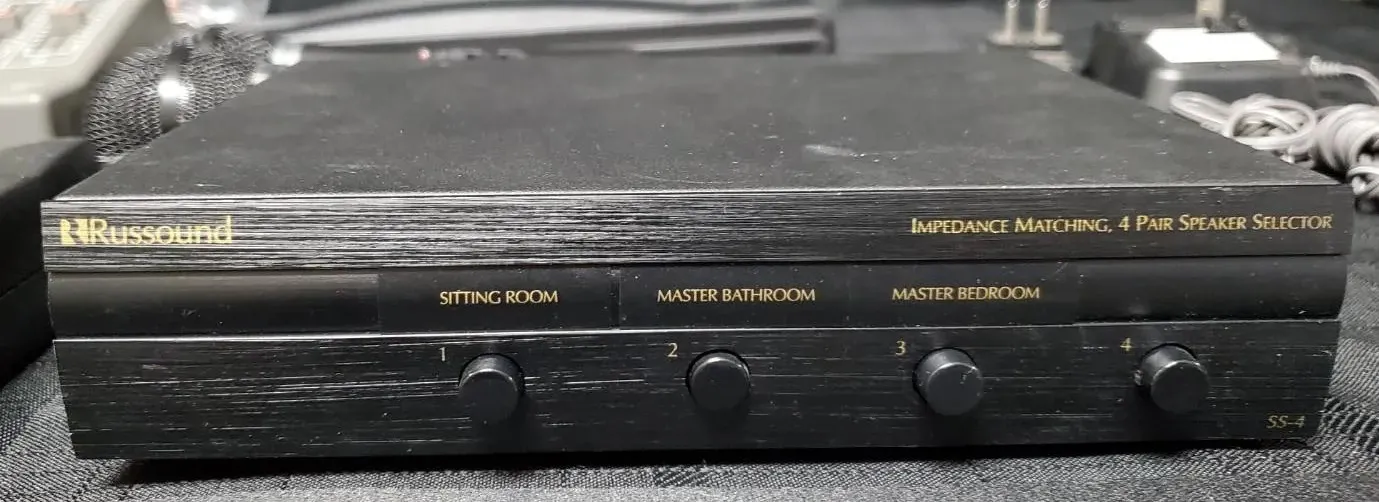 Russound
IMPEDANCE MATCHING, 4 PAIR SPEAKER SELECTOR
SITTING ROOM
MASTER BATHROOM
MASTER BEDROOM
1
2
3
4
SS-4